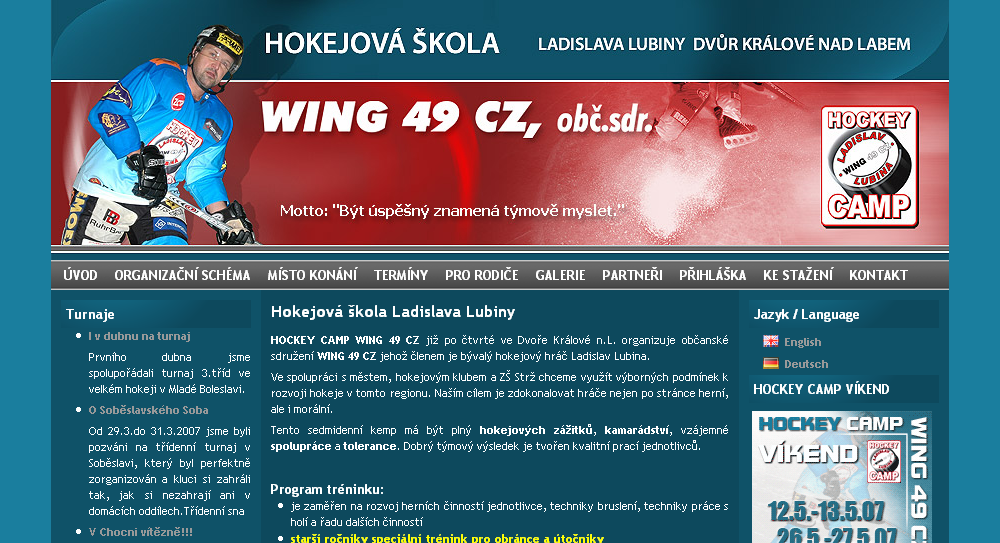 HOKEJOVÁ ŠKOLA
LADISLAVA LUBINY DVŮR KRÁLOVÉ NAD LABEM
WING 49 CZ, obč.sdr.
Motto: "Být úspěšný znamená týmově myslet."
HOCKEY
LADISLAV
WING 49 CZ
LUBINA
CAMP
ÚVOD
ORGANIZAČNÍ SCHÉMA
MÍSTO KONÁNÍ
TERMÍNY
PRO RODIČE
GALERIE
PARTNEŘI
PŘIHLÁŠKA
KE STAŽENÍ
KONTAKT
Turnaje
I v dubnu na turnaj
Prvního dubna jsme
spolupořádali turnaj 3.tříd ve
velkém hokeji v Mladé Boleslavi.
O Soběslavského Soba
Od 29.3.do 31.3.2007 jsme byli
pozváni na třídenní turnaj v
Soběslavi, který byl perfektně
zorganizován a kluci si zahráli
tak, jak si nezahrají ani v
domácích oddílech.Třídenní sna
V Chocni vítězně!!!
Hokejová škola Ladislava Lubiny
HOCKEY CAMP WING 49 CZ již po čtvrté ve Dvoře Králové n.L. organizuje občanské
sdružení WING 49 CZ jehož členem je bývalý hokejový hráč Ladislav Lubina.
Ve spolupráci s městem, hokejovým klubem a ZŠ Strž chceme využít výborných podmínek k
rozvoji hokeje v tomto regionu. Naším cílem je zdokonalovat hráče nejen po stránce herní,
ale i morální.
Tento sedmidenní kemp má být plný hokejových zážitků, kamarádství, vzájemné
spolupráce a tolerance. Dobrý týmový výsledek je tvořen kvalitní prací jednotlivců.
Program tréninku:
je zaměřen na rozvoj herních činností jednotlivce, techniky bruslení, techniky práce s
holí a řadu dalších činností
starší ročníky speciální trénink pro obránce a útočníky
Jazyk / Language
English
Deutsch
HOCKEY CAMP VÍKEND
HOCKEY CAMP
VÍKEND
WING 49 CZ
12.5.-13.5.07
26.5.-27.5.07